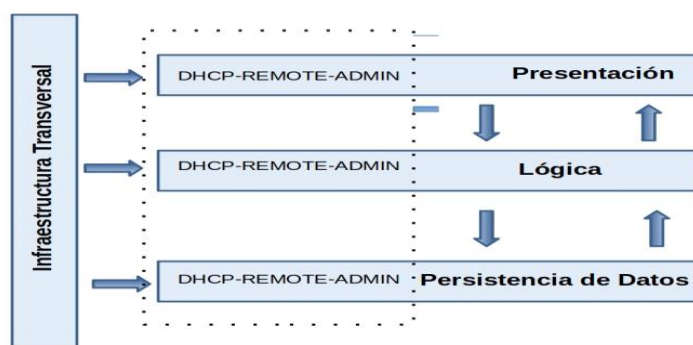 Infraestructura Transversal
DHCP-REMOTE-ADMIN Presentación
DHCP-REMOTE-ADMIN Lógica
DHCP-REMOTE-ADMIN Persistencia de Datos